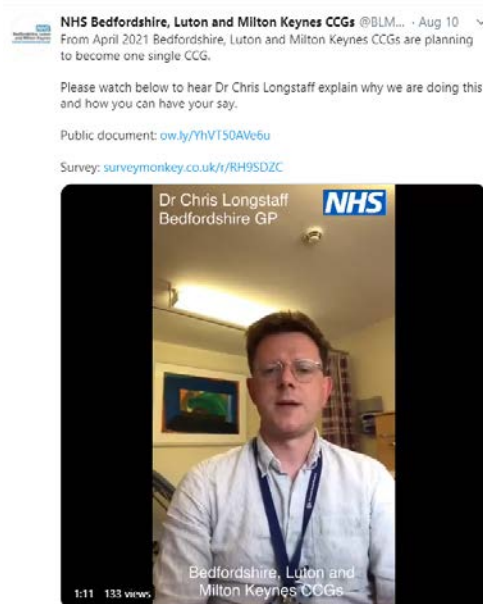 NHS Bedfordshire, Luton and Milton Keynes CCGs @BLM... · Aug 10
From April 2021 Bedfordshire, Luton and Milton Keynes CCGs are planning
to become one single CCG.
Please watch below to hear Dr Chris Longstaff explain why we are doing this
and how you can have your say.
Public document: ow.ly/YhVT50AVe6u
Survey: surveymonkey.co.uk/r/RH9SDZC
Dr Chris Longstaff
Bedfordshire GP
NHS
Bedfordshire, Luton and
Milton Keynes CCGs
1:11 133 views